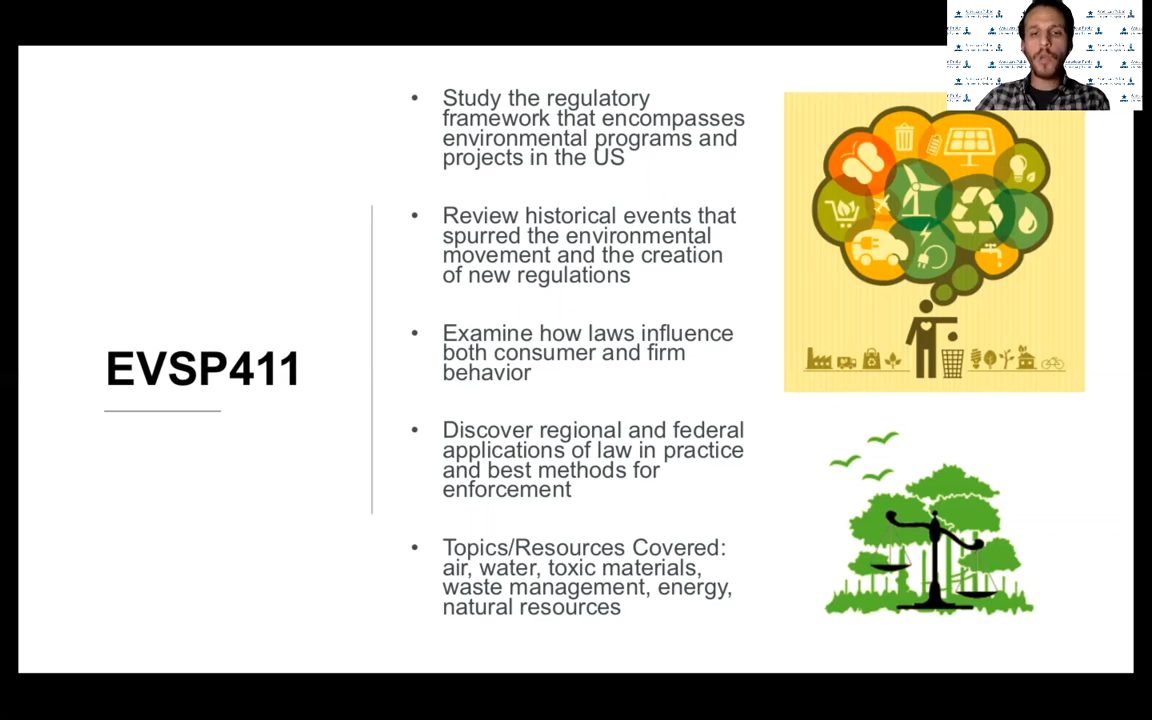 EVSP411
• Study the regulatory
framework that encompasses
environmental programs and
projects in the US
• Review historical events that
spurred the environmental
movement and the creation
of new regulations
• Examine how laws influence
both consumer and firm
behavior
• Discover regional and federal
applications of law in practice
and best methods for
enforcement
• Topics/Resources Covered:
air, water, toxic materials,
waste management, energy,
natural resources